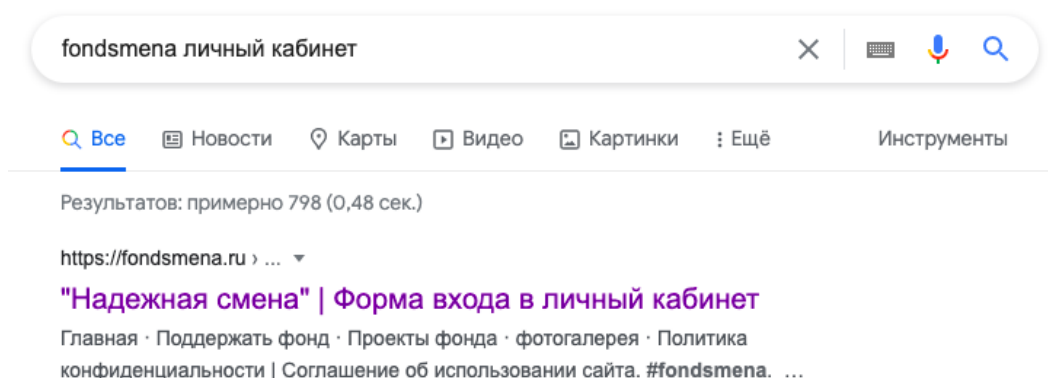 fondsmena личный кабинет
Все Новости Карты Видео Картинки Ещё Инструменты
Результатов: примерно 798 (0,48 сек.)
https://fondsmena.ru › ...
"Надежная смена" | Форма входа в личный кабинет
Главная · Поддержать фонд · Проекты фонда · фотогалерея · Политика
конфиденциальности | Соглашение об использовании сайта. #fondsmena. ...